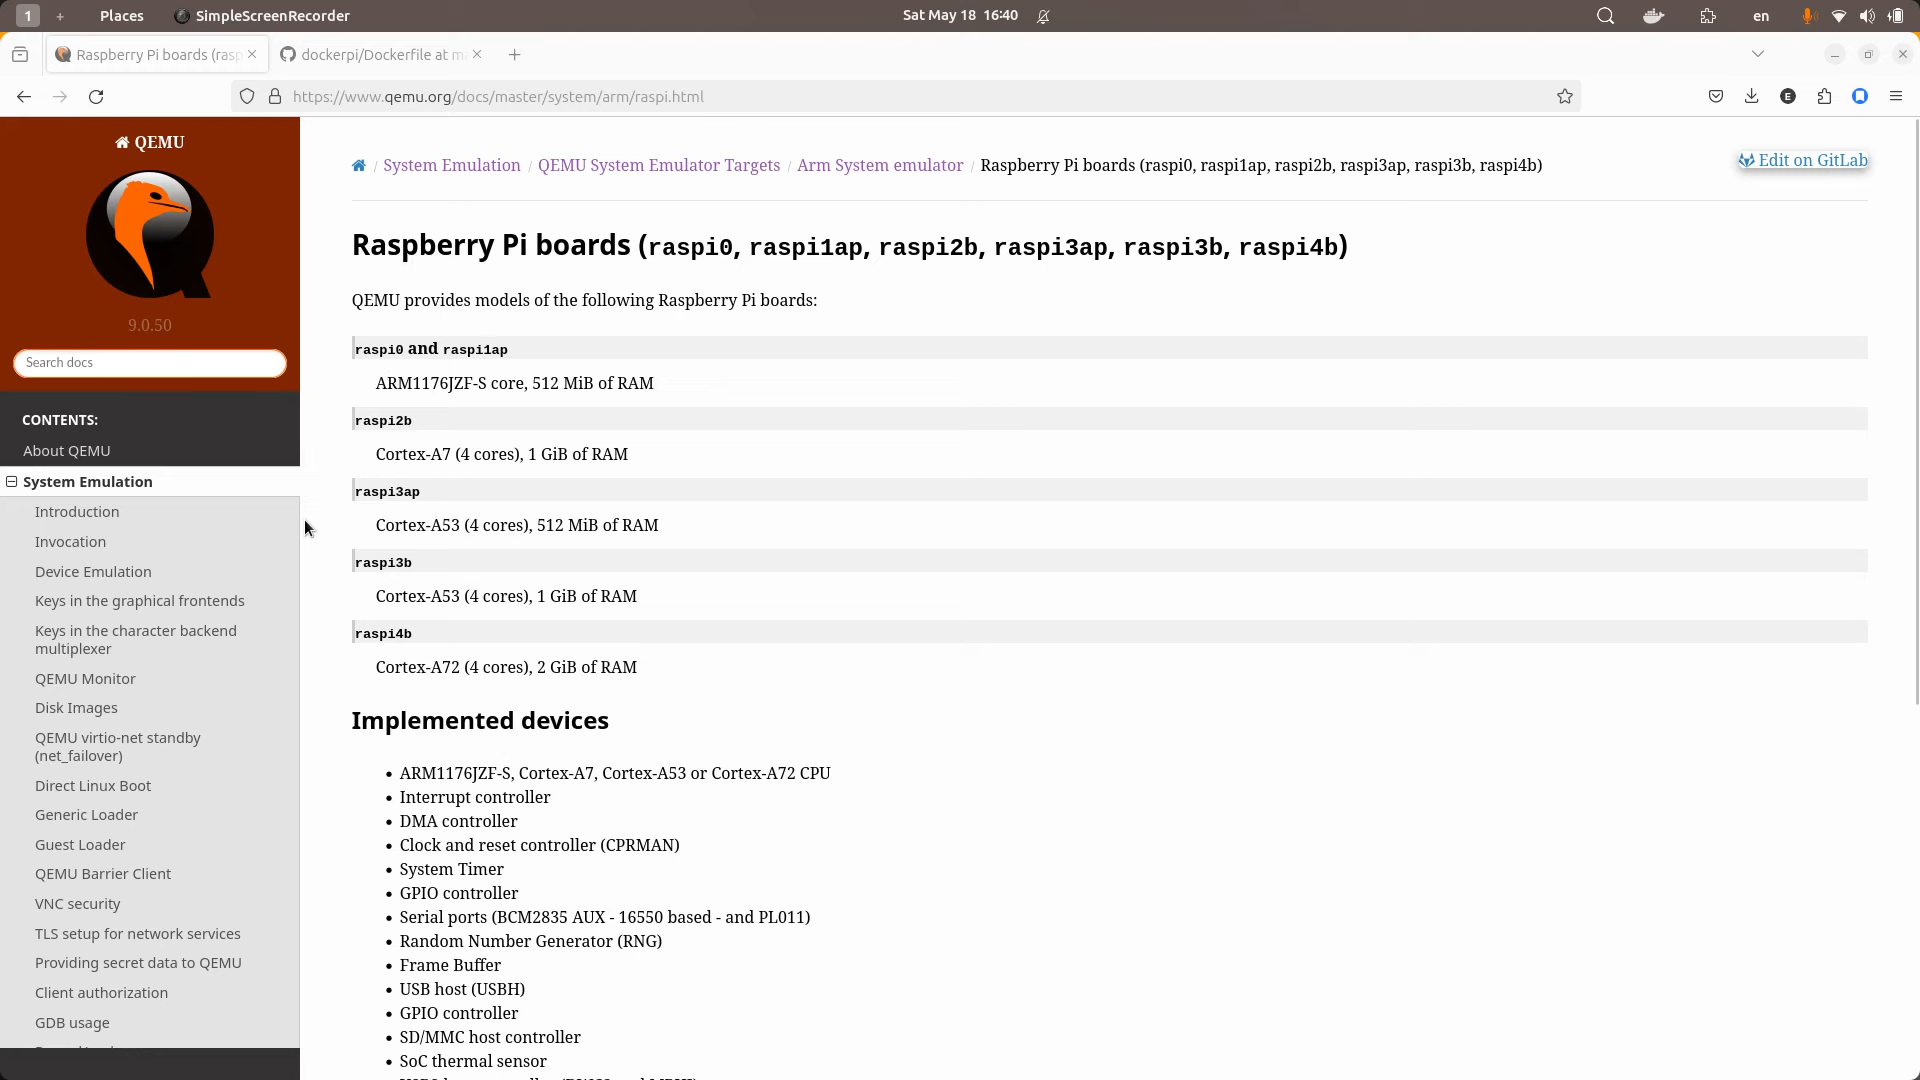 1
+
Places
SimpleScreenRecorder
Sat May 18 16:40
en
Raspberry Pi boards (rasp
dockerpi/Dockerfile at m
https://www.qemu.org/docs/master/system/arm/raspi.html
E
QEMU
9.0.50
Search docs
CONTENTS:
About QEMU
System Emulation
Introduction
Invocation
Device Emulation
Keys in the graphical frontends
Keys in the character backend
multiplexer
QEMU Monitor
Disk Images
QEMU virtio-net standby
(net_failover)
Direct Linux Boot
Generic Loader
Guest Loader
QEMU Barrier Client
VNC security
TLS setup for network services
Providing secret data to QEMU
Client authorization
GDB usage
/ System Emulation / QEMU System Emulator Targets / Arm System emulator / Raspberry Pi boards (raspi0, raspi1ap, raspi2b, raspi3ap, raspi3b, raspi4b)
Edit on GitLab
Raspberry Pi boards (raspi0, raspi1ap, raspi2b, raspi3ap, raspi3b, raspi4b)
QEMU provides models of the following Raspberry Pi boards:
raspi0 and raspi1ap
ARM1176JZF-S core, 512 MiB of RAM
raspi2b
Cortex-A7 (4 cores), 1 GiB of RAM
raspi3ap
Cortex-A53 (4 cores), 512 MiB of RAM
raspi3b
Cortex-A53 (4 cores), 1 GiB of RAM
raspi4b
Cortex-A72 (4 cores), 2 GiB of RAM
Implemented devices
• ARM1176JZF-S, Cortex-A7, Cortex-A53 or Cortex-A72 CPU
• Interrupt controller
• DMA controller
• Clock and reset controller (CPRMAN)
• System Timer
• GPIO controller
• Serial ports (BCM2835 AUX - 16550 based - and PL011)
• Random Number Generator (RNG)
• Frame Buffer
• USB host (USBH)
• GPIO controller
• SD/MMC host controller
• SoC thermal sensor